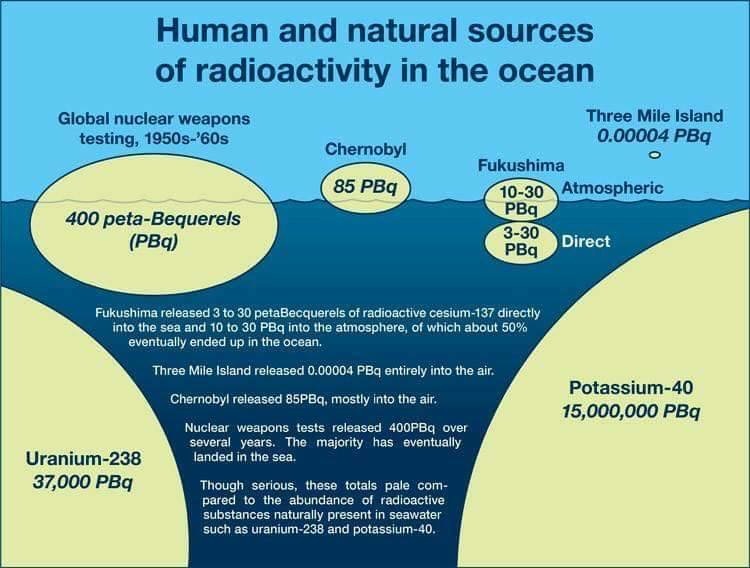 Human and natural sources
of radioactivity in the ocean
Global nuclear weapons
testing, 1950s-’60s
400 peta-Bequerels
(PBq)
Chernobyl
85 PBq
Fukushima
10-30
PBq
Atmospheric
3-30
PBq
Direct
Three Mile Island
0.00004 PBq
Fukushima released 3 to 30 petaBecquerels of radioactive cesium-137 directly
into the sea and 10 to 30 PBq into the atmosphere, of which about 50%
eventually ended up in the ocean.
Three Mile Island released 0.00004 PBq entirely into the air.
Chernobyl released 85PBq, mostly into the air.
Nuclear weapons tests released 400PBq over
several years. The majority has eventually
landed in the sea.
Though serious, these totals pale com-
pared to the abundance of radioactive
substances naturally present in seawater
such as uranium-238 and potassium-40.
Uranium-238
37,000 PBq
Potassium-40
15,000,000 PBq